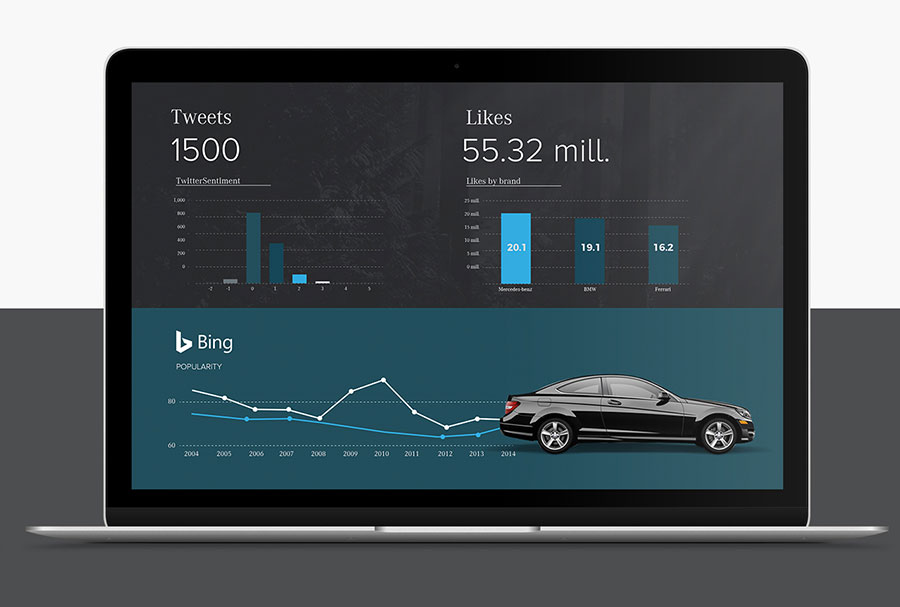 Tweets
1500
TwitterSentiment
1,000
800
600
400
200
0
-2 -1 0 1 2 3 4 5
Likes
55.32 mill.
Likes by brand
25 mill.
20 mill.
15 mill.
10 mill.
5 mill.
0 mill.
20.1 19.1 16.2
Mercedes-benz BMW Ferrari
Bing
POPULARITY
80
60
2004 2005 2006 2007 2008 2009 2010 2011 2012 2013 2014